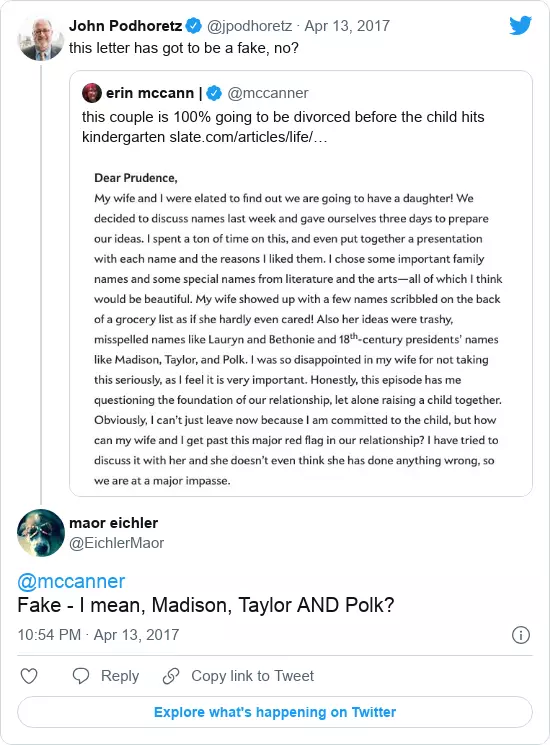 John Podhoretz @jpodhoretz · Apr 13, 2017
this letter has got to be a fake, no?
erin mccann | @mccanner
this couple is 100% going to be divorced before the child hits
kindergarten slate.com/articles/life/…
Dear Prudence,
My wife and I were elated to find out we are going to have a daughter! We
decided to discuss names last week and gave ourselves three days to prepare
our ideas. I spent a ton of time on this, and even put together a presentation
with each name and the reasons I liked them. I chose some important family
names and some special names from literature and the arts—all of which I think
would be beautiful. My wife showed up with a few names scribbled on the back
of a grocery list as if she hardly even cared! Also her ideas were trashy,
misspelled names like Lauryn and Bethonie and 18th-century presidents' names
like Madison, Taylor, and Polk. I was so disappointed in my wife for not taking
this seriously, as I feel it is very important. Honestly, this episode has me
questioning the foundation of our relationship, let alone raising a child together.
Obviously, I can't just leave now because I am committed to the child, but how
can my wife and I get past this major red flag in our relationship? I have tried to
discuss it with her and she doesn't even think she has done anything wrong, so
we are at a major impasse.
maor eichler
@EichlerMaor
@mccanner
Fake - I mean, Madison, Taylor AND Polk?
10:54 PM · Apr 13, 2017
Reply
Copy link to Tweet
Explore what's happening on Twitter